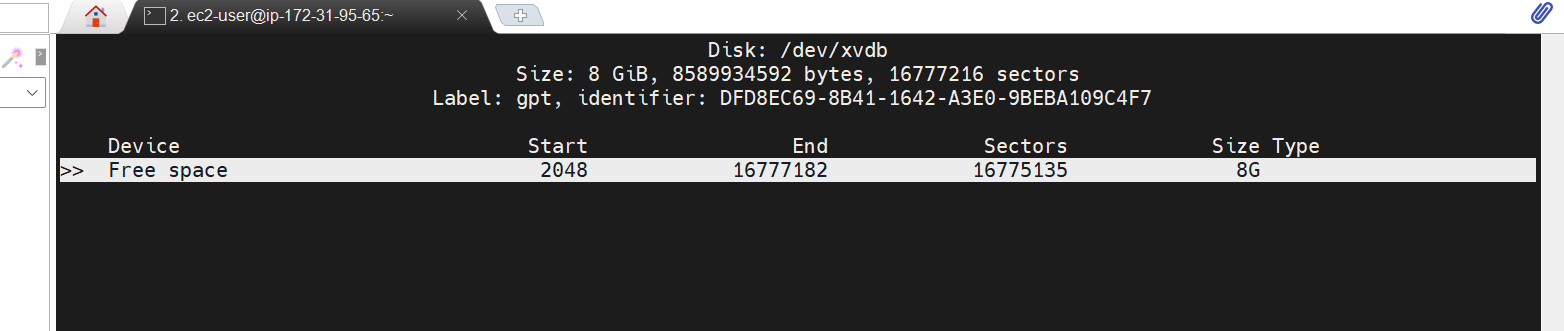 2. ec2-user@ip-172-31-95-65:~
Disk: /dev/xvdb
Size: 8 GiB, 8589934592 bytes, 16777216 sectors
Label: gpt, identifier: DFD8EC69-8B41-1642-A3E0-9BEBA109C4F7
Device Start End Sectors Size Type
>> Free space 2048 16777182 16775135 8G